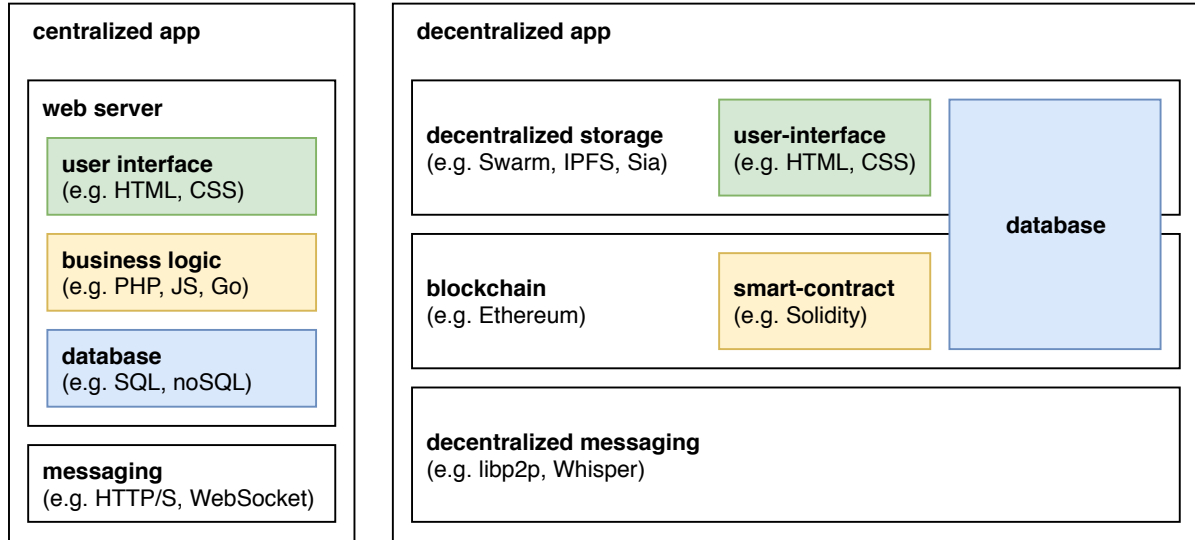 centralized app
web server
user interface
(e.g. HTML, CSS)
business logic
(e.g. PHP, JS, Go)
database
(e.g. SQL, noSQL)
messaging
(e.g. HTTP/S, WebSocket)
decentralized app
decentralized storage
(e.g. Swarm, IPFS, Sia)
user-interface
(e.g. HTML, CSS)
database
blockchain
(e.g. Ethereum)
smart-contract
(e.g. Solidity)
decentralized messaging
(e.g. libp2p, Whisper)